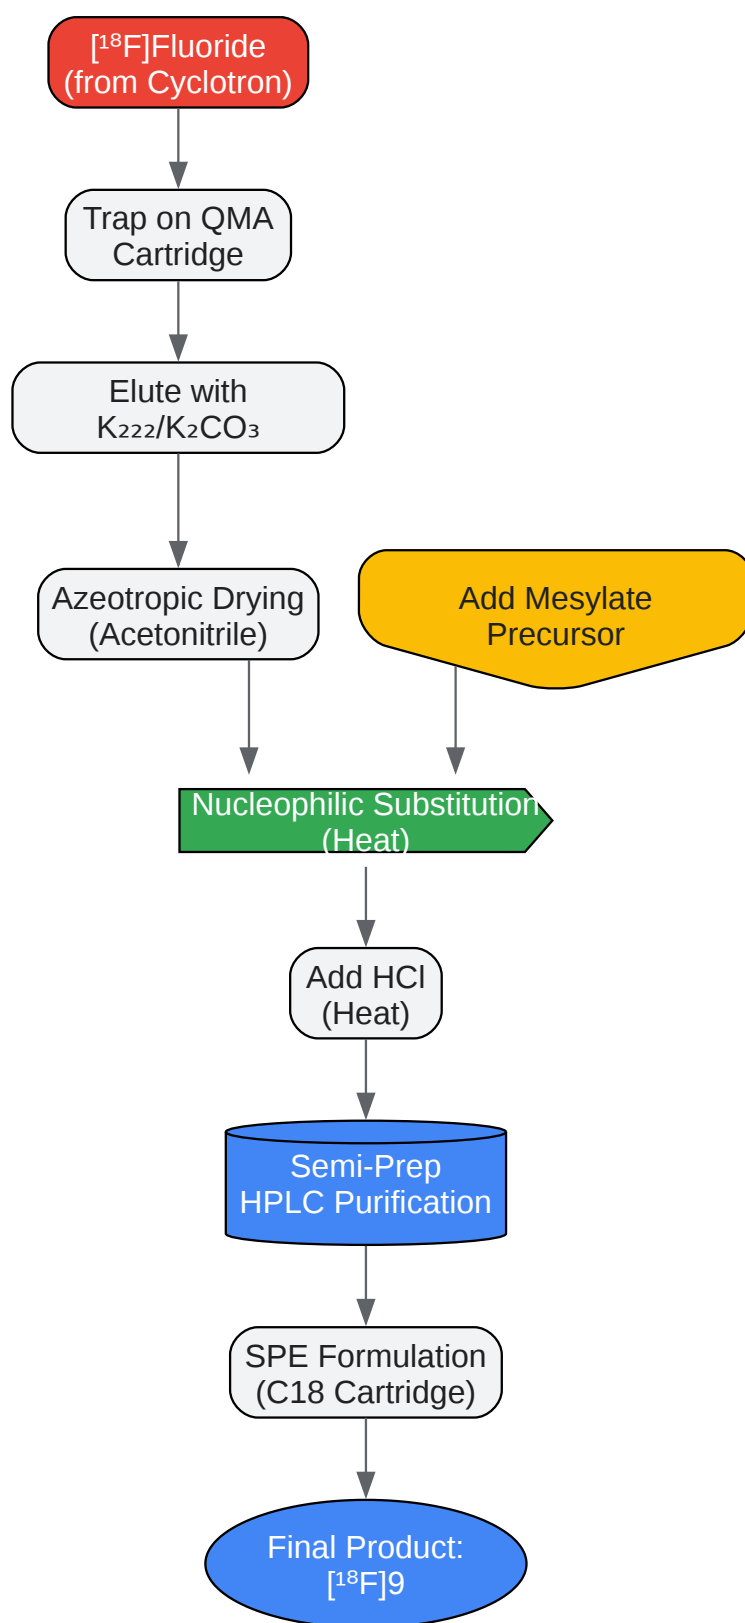 [¹⁸F]Fluoride
(from Cyclotron)
Trap on QMA
Cartridge
Elute with
K₂₂₂/K₂CO₃
Azeotropic Drying
(Acetonitrile)
Add Mesylate
Precursor
Nucleophilic Substitution
(Heat)
Add HCl
(Heat)
Semi-Prep
HPLC Purification
SPE Formulation
(C18 Cartridge)
Final Product:
[¹⁸F]9